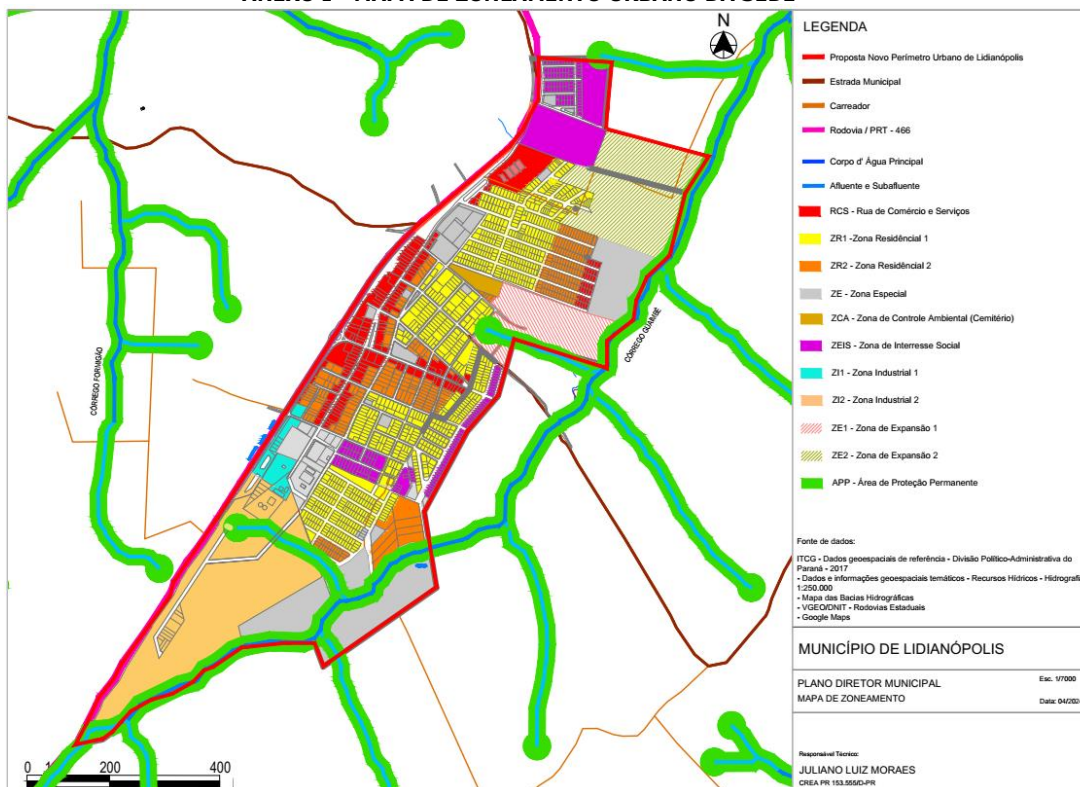 N
CÓRREGO FORMIGÃO
CÓRREGO GUAIVIRE
0
200
400
LEGENDA
Proposta Novo Perímetro Urbano de Lidianópolis
Estrada Municipal
Carreador
Rodovia / PRT - 466
Corpo d' Água Principal
Afluente e Subafluente
RCS - Rua de Comércio e Serviços
ZR1 -Zona Residêncial 1
ZR2 - Zona Residêncial 2
ZE - Zona Especial
ZCA - Zona de Controle Ambiental (Cemitério)
ZEIS - Zona de Interresse Social
ZI1 - Zona Industrial 1
ZI2 - Zona Industrial 2
ZE1 - Zona de Expansão 1
ZE2 - Zona de Expansão 2
APP - Área de Proteção Permanente
Fonte de dados:
ITCG - Dados geoespaciais de referência - Divisão Político-Administrativa do
Paraná - 2017
- Dados e informações geoespaciais temáticos - Recursos Hídricos - Hidrografia
1:250.000
- Mapa das Bacias Hidrográficas
- VGEO/DNIT - Rodovias Estaduais
- Google Maps
MUNICÍPIO DE LIDIANÓPOLIS
PLANO DIRETOR MUNICIPAL
Esc. 1/7000
MAPA DE ZONEAMENTO
Data: 04/202
Responsável Técnico:
JULIANO LUIZ MORAES
CREA PR 153.555/D-PR